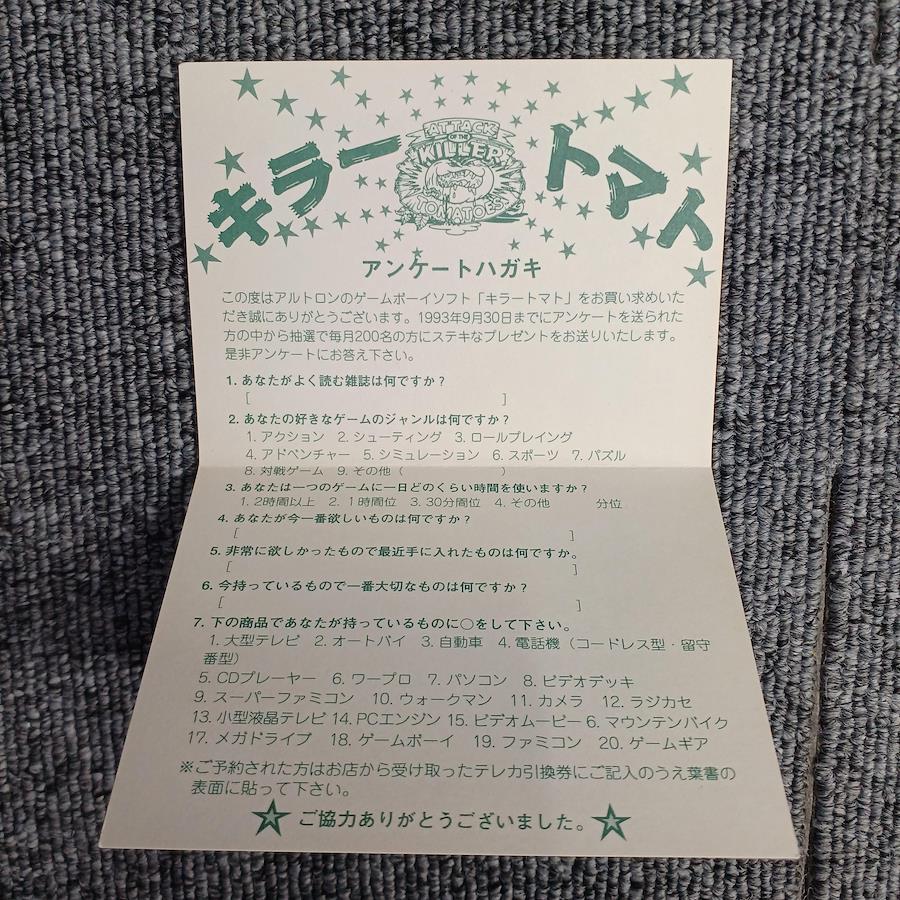 キラー
ATTACK
OF THE
KILLER
TOMATOES
トマト
アンケートハガキ
この度はアルトロンのゲームボーイソフト「キラートマト」をお買い求めいた
だき誠にありがとうございます。1993年9月30日までにアンケートを送られた
方の中から抽選で毎月200名の方にステキなプレゼントをお送りいたします。
是非アンケートにお答え下さい。
1. あなたがよく読む雑誌は何ですか?
[ ]
2. あなたの好きなゲームのジャンルは何ですか?
1. アクション 2. シューティング 3. ロールプレイング
4. アドベンチャー 5. シミュレーション 6. スポーツ 7. パズル
8. 対戦ゲーム 9. その他 ( )
3. あなたは一つのゲームに一日どのくらい時間を使いますか?
1. 2時間以上 2. 1時間位 3. 30分間位 4. その他 分位
4. あなたが今一番欲しいものは何ですか?
[ ]
5. 非常に欲しかったもので最近手に入れたものは何ですか。
[ ]
6. 今持っているもので一番大切なものは何ですか?
[ ]
7. 下の商品であなたが持っているものに○をして下さい。
1. 大型テレビ 2. オートバイ 3. 自動車 4. 電話機 (コードレス型・留守
番型)
5. CDプレーヤー 6. ワープロ 7. パソコン 8. ビデオデッキ
9. スーパーファミコン 10. ウォークマン 11. カメラ 12. ラジカセ
13. 小型液晶テレビ 14. PCエンジン 15. ビデオムービー 6. マウンテンバイク
17. メガドライブ 18. ゲームボーイ 19. ファミコン 20. ゲームギア
※ご予約された方はお店から受け取ったテレカ引換券にご記入のうえ葉書の
表面に貼って下さい。
ご協力ありがとうございました。